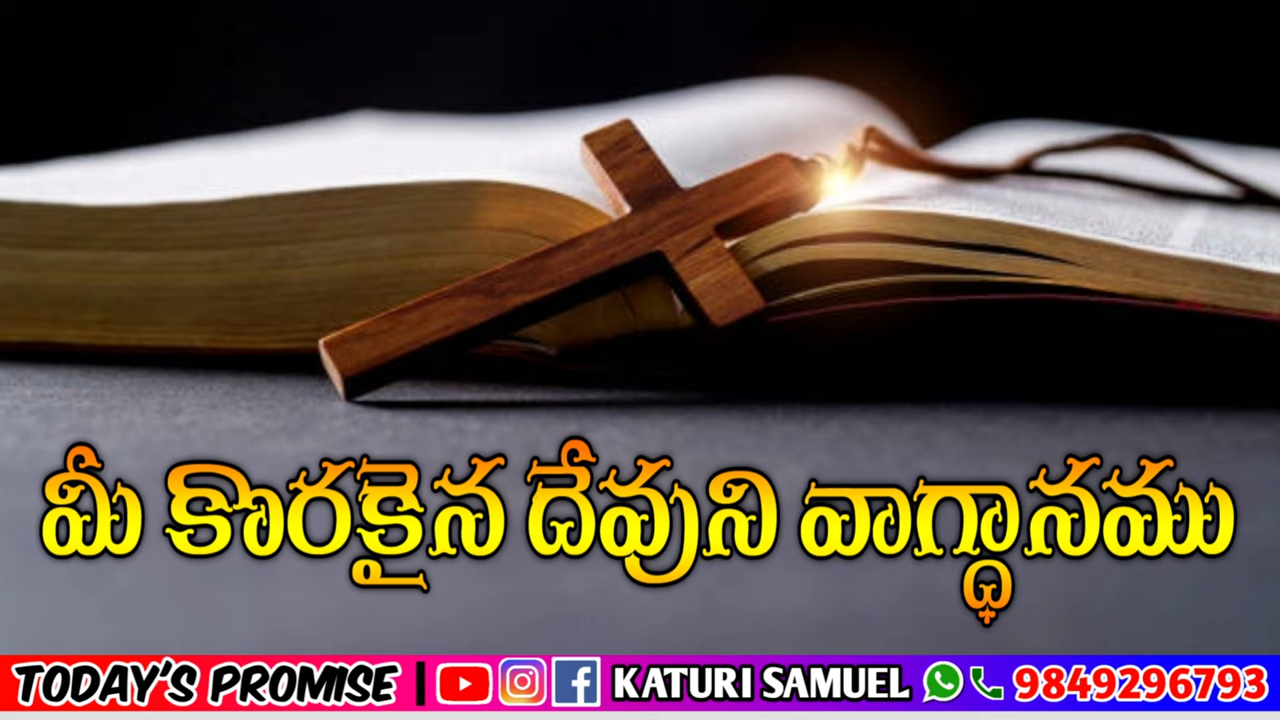 మీ కొరకైన దేవుని వాగ్ధానము
TODAY'S PROMISE | KATURI SAMUEL 9849296793